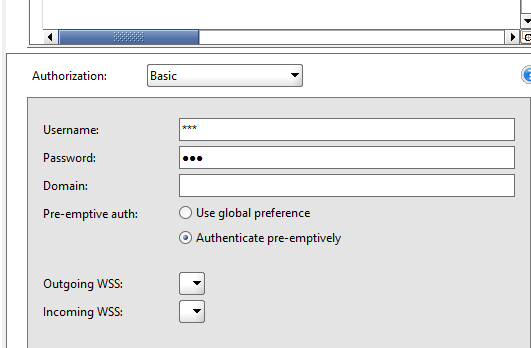 Authorization: Basic
Username: ***
Password: ●●●
Domain:
Pre-emptive auth: Use global preference
Authenticate pre-emptively
Outgoing WSS:
Incoming WSS: